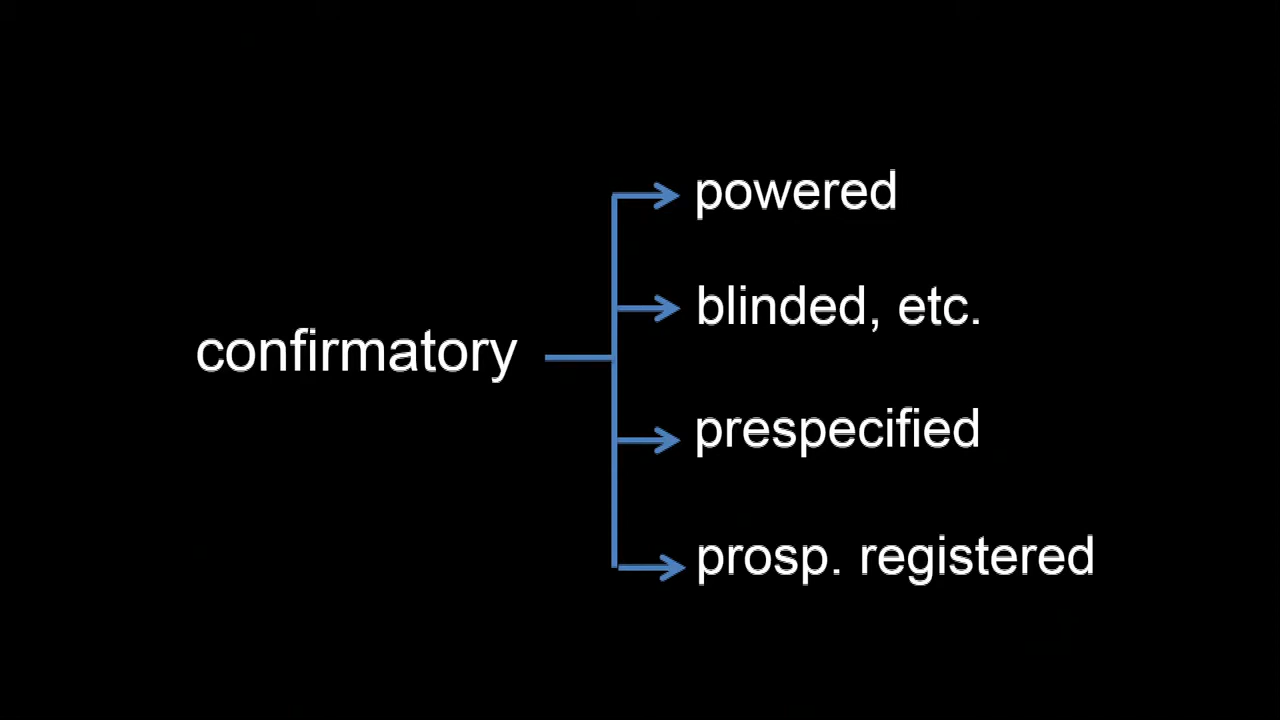 confirmatory
powered
blinded, etc.
prespecified
prosp. registered